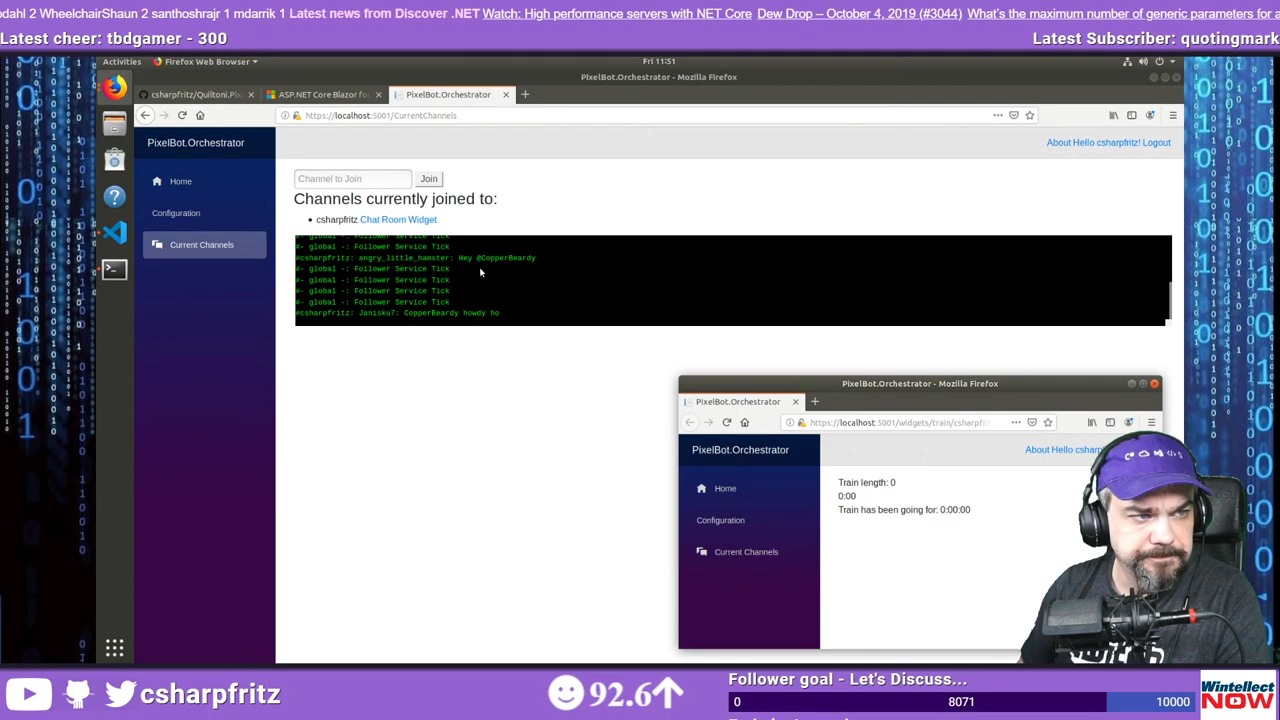 odahl 2 WheelchairShaun 2 santhoshrajr 1 mdarrik 1 Latest news from Discover .NET Watch: High performance servers with NET Core Dew Drop – October 4, 2019 (#3044) What's the maximum number of generic parameters for a
Latest cheer: tbdgamer - 300
Latest Subscriber: quotingmark
Activities
Firefox Web Browser
Fri 11:51
PixelBot.Orchestrator - Mozilla Firefox
csharpfritz/Quiltoni.Pix
ASP.NET Core Blazor for
PixelBot.Orchestrator
https://localhost:5001/CurrentChannels
PixelBot.Orchestrator
About Hello csharpfritz! Logout
Home
Configuration
Current Channels
Channel to Join
Join
Channels currently joined to:
csharpfritz Chat Room Widget
#- global -: Follower Service Tick
#- global -: Follower Service Tick
#csharpfritz: angry_little_hamster: Hey @CopperBeardy
#- global -: Follower Service Tick
#- global -: Follower Service Tick
#- global -: Follower Service Tick
#- global -: Follower Service Tick
#csharpfritz: Janisku7: CopperBeardy howdy ho
PixelBot.Orchestrator - Mozilla Firefox
PixelBot.Orchestrator
https://localhost:5001/widgets/train/csharpfri
PixelBot.Orchestrator
About Hello csharp
Home
Configuration
Current Channels
Train length: 0
0:00
Train has been going for: 0:00:00
csharpfritz
92.6
Follower goal - Let's Discuss...
0 8071 10000
Wintellect
NOW